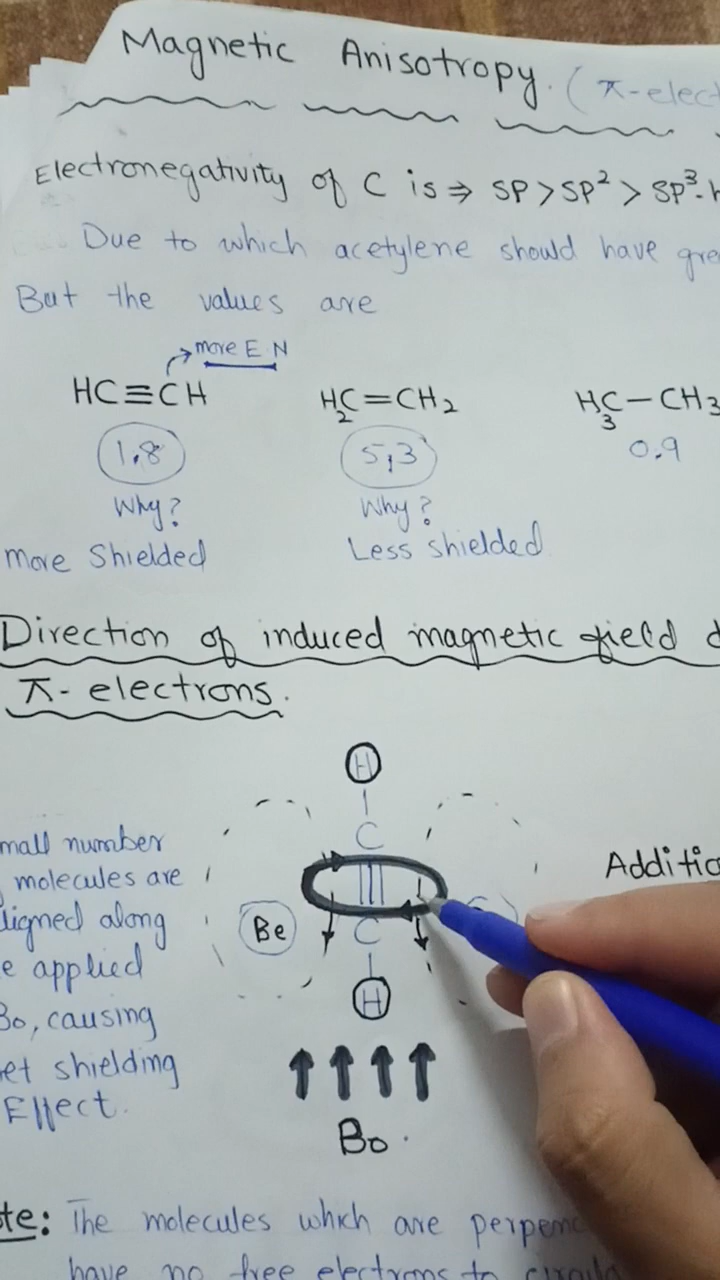 Magnetic Anisotropy. (π-elect
Electronegativity of C is ⇒ SP > SP² > SP³-
Due to which acetylene should have gre
But the values are
more E.N
HC≡CH H₂C=CH₂ H₃C-CH₃
1,8 5,3 0.9
Why? Why?
more Shielded Less shielded
Direction of induced magnetic field d
π-electrons.
H
C
mall number
molecules are
ligned along
e applied
Bo, causing
et shielding
Effect.
Be
C
H
Additio
Bo.
te: The molecules which are perpen
have no free electrons to